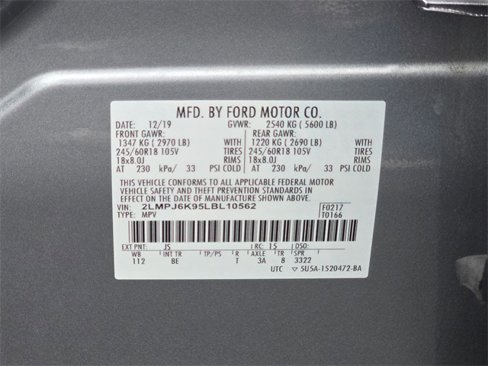 MFD. BY FORD MOTOR CO.
DATE: 12/19 GVWR: 2540 KG ( 5600 LB)
FRONT GAWR: REAR GAWR:
1347 KG ( 2970 LB) WITH 1220 KG ( 2690 LB) WITH
245/60R18 105V TIRES 245/60R18 105V TIRES
18x8.0J RIMS 18x8.0J RIMS
AT 230 kPa/ 33 PSI COLD AT 230 kPa/ 33 PSI COLD
THIS VEHICLE CONFORMS TO ALL APPLICABLE FEDERAL MOTOR
VEHICLE SAFETY AND THEFT PREVENTION STANDARDS IN
EFFECT ON THE DATE OF MANUFACTURE SHOWN ABOVE.
VIN: 2LMPJ6K95LBL10562 F0217
TYPE: MPV T0166
EXT PNT: JS RC: 15 DSO:
WB INT TR TP/PS R T AX SPR
112 BE T 3A 8 3322
UTC ▽ 5U5A-1520472-BA